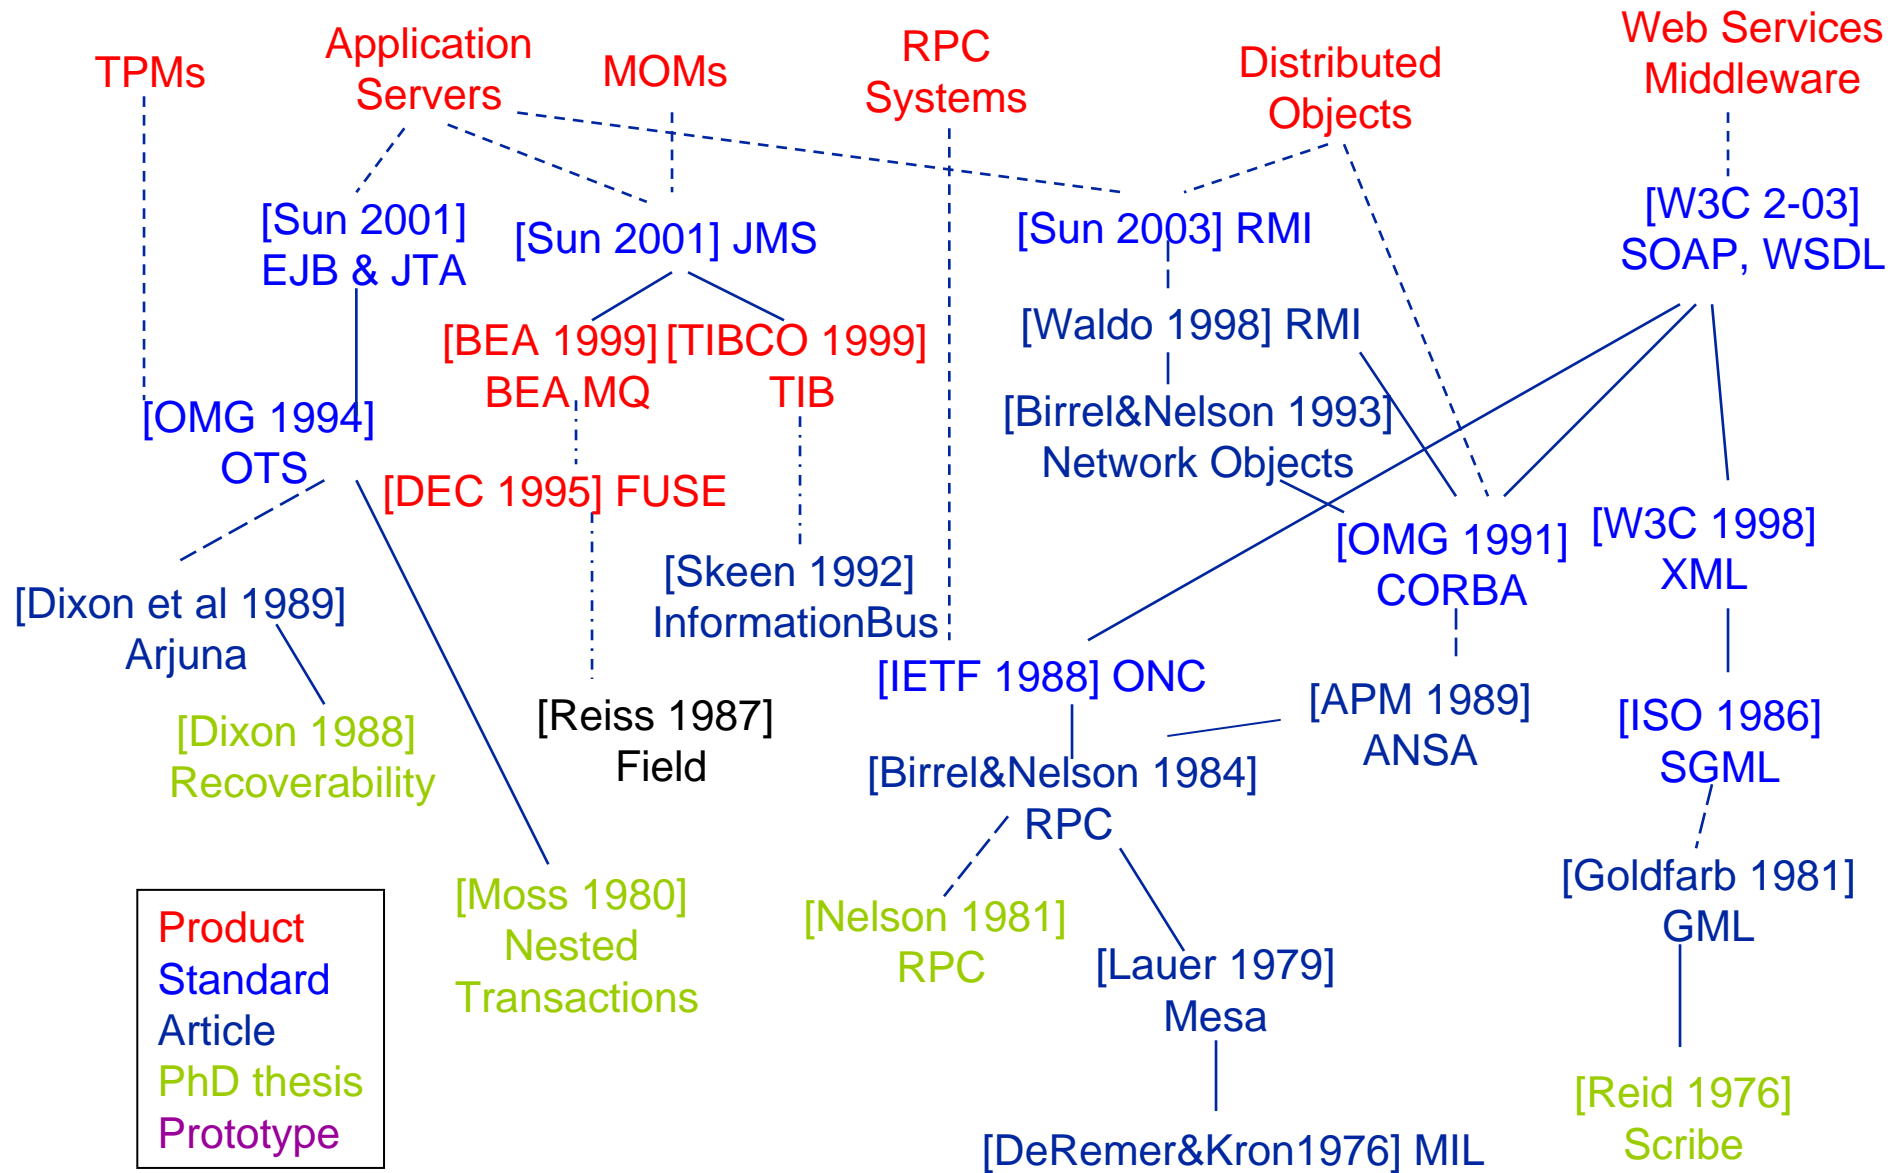 TPMs
Application
Servers
MOMs
RPC
Systems
Distributed
Objects
Web Services
Middleware
[Sun 2001]
EJB & JTA
[Sun 2001] JMS
[Sun 2003] RMI
[W3C 2-03]
SOAP, WSDL
[BEA 1999]
BEA MQ
[TIBCO 1999]
TIB
[Waldo 1998] RMI
[OMG 1994]
OTS
[Birrel&Nelson 1993]
Network Objects
[DEC 1995] FUSE
[Skeen 1992]
InformationBus
[OMG 1991]
CORBA
[W3C 1998]
XML
[Dixon et al 1989]
Arjuna
[IETF 1988] ONC
[APM 1989]
ANSA
[Dixon 1988]
Recoverability
[Reiss 1987]
Field
[ISO 1986]
SGML
[Birrel&Nelson 1984]
RPC
[Moss 1980]
Nested
Transactions
[Nelson 1981]
RPC
[Goldfarb 1981]
GML
[Lauer 1979]
Mesa
[Reid 1976]
Scribe
[DeRemer&Kron1976] MIL
Product
Standard
Article
PhD thesis
Prototype